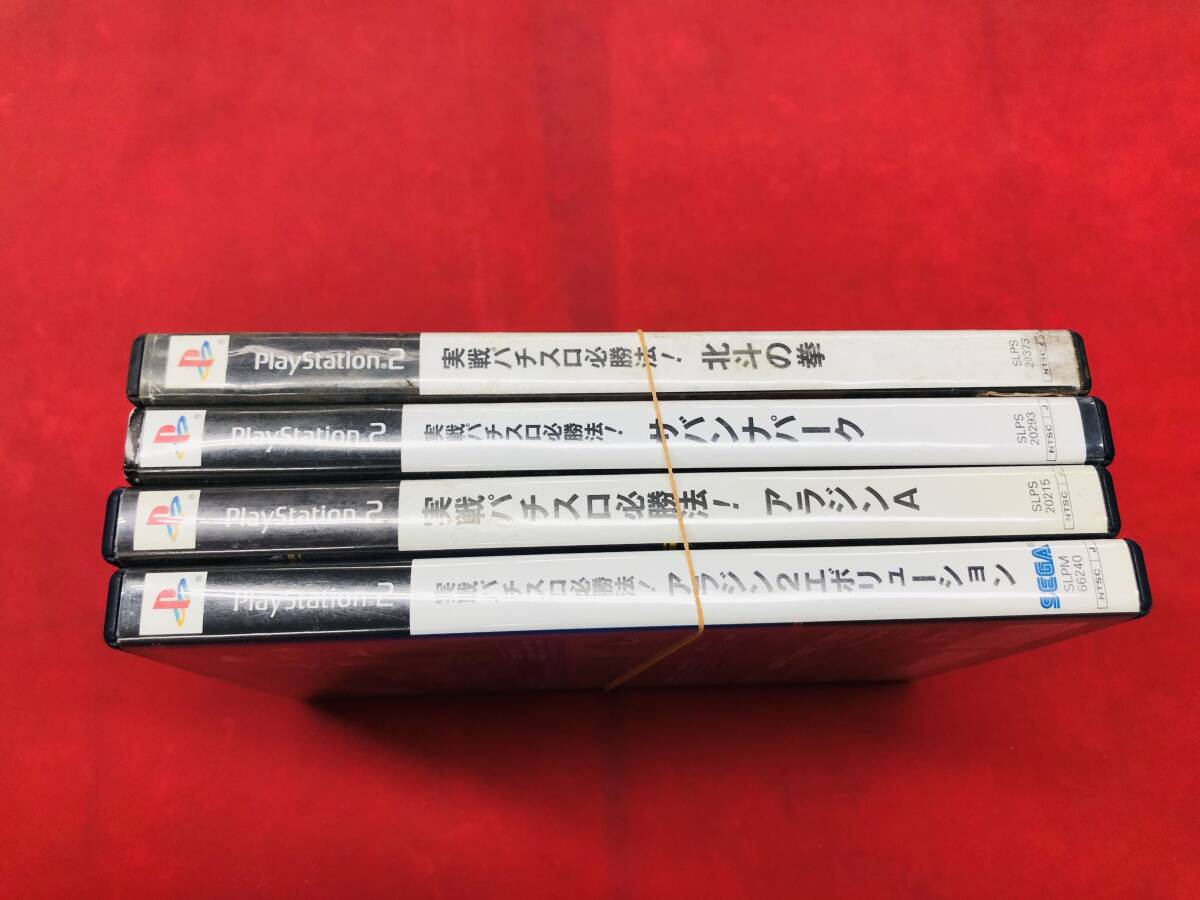 PlayStation.2 実戦パチスロ必勝法! 北斗の拳 SLPS 20373 NTSC J
PlayStation.2 実戦パチスロ必勝法! サバンナパーク SLPS 20293 NTSC J
PlayStation.2 実戦パチスロ必勝法! アラジンA SLPS 20215 NTSC J
PlayStation.2 実戦パチスロ必勝法! アラジン2エボリューション SEGA SLPM 66240 NTSC J